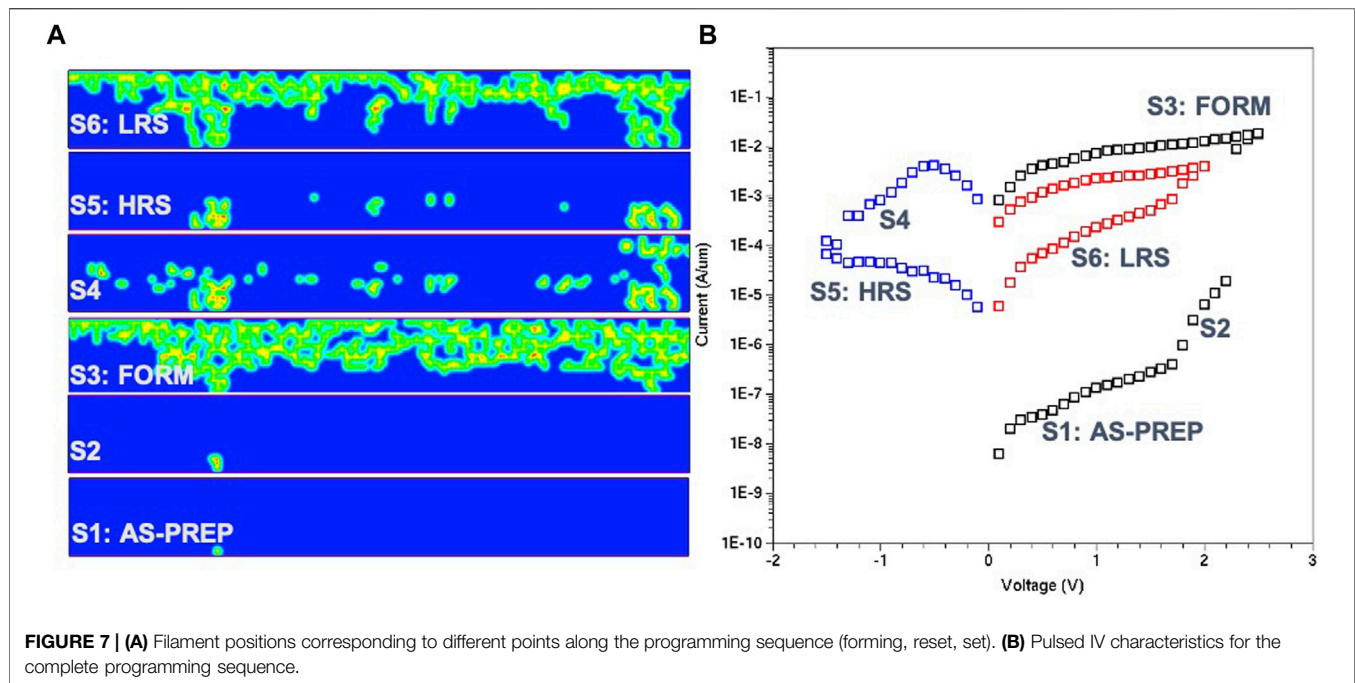 A
S6: LRS
S5: HRS
S4
S3: FORM
S2
S1: AS-PREP
B
1E-1
1E-2
1E-3
1E-4
1E-5
1E-6
1E-7
1E-8
1E-9
1E-10
Current (A/um)
S3: FORM
S4
S6: LRS
S5: HRS
S2
S1: AS-PREP
-2
-1
0
1
2
3
Voltage (V)
FIGURE 7 | (A) Filament positions corresponding to different points along the programming sequence (forming, reset, set). (B) Pulsed IV characteristics for the
complete programming sequence.